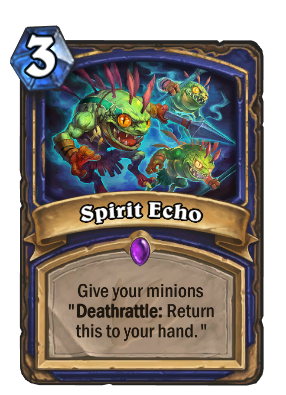 3
Spirit Echo
Give your minions
"Deathrattle: Return
this to your hand. "